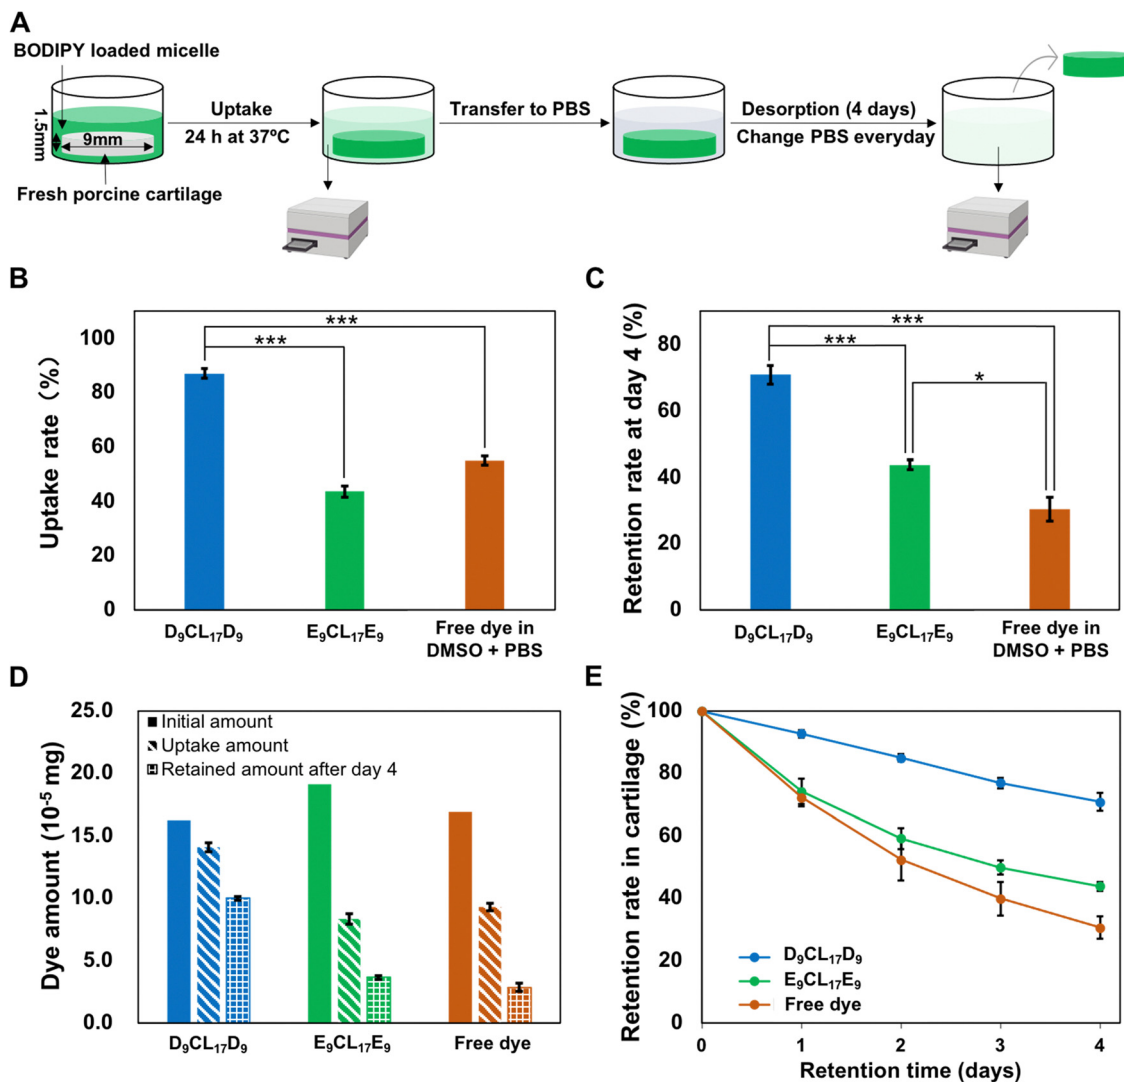 A
BODIPY loaded micelle
1.5mm
9mm
Fresh porcine cartilage
Uptake
24 h at 37ºC
Transfer to PBS
Desorption (4 days)
Change PBS everyday
B
Uptake rate (%)
100
80
60
40
20
0
***
***
D₉CL₁₇D₉
E₉CL₁₇E₉
Free dye in
DMSO + PBS
C
Retention rate at day 4 (%)
80
60
40
20
0
***
***
*
D₉CL₁₇D₉
E₉CL₁₇E₉
Free dye in
DMSO + PBS
D
Dye amount (10⁻⁵ mg)
25.0
20.0
15.0
10.0
5.0
0.0
Initial amount
Uptake amount
Retained amount after day 4
D₉CL₁₇D₉
E₉CL₁₇E₉
Free dye
E
Retention rate in cartilage (%)
100
80
60
40
20
0
D₉CL₁₇D₉
E₉CL₁₇E₉
Free dye
0
1
2
3
4
Retention time (days)